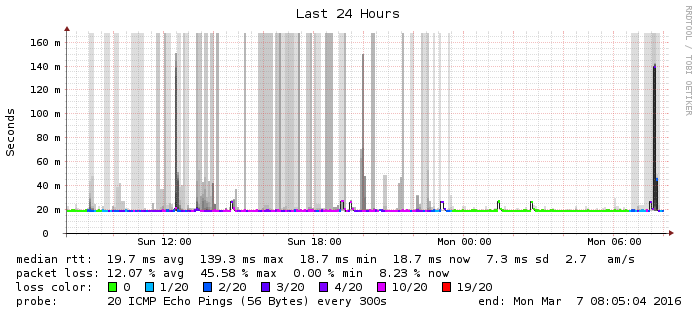 Last 24 Hours
RRDTOOL / TOBI OETIKER
Seconds
160 m
140 m
120 m
100 m
80 m
60 m
40 m
20 m
0
Sun 12:00 Sun 18:00 Mon 00:00 Mon 06:00
median rtt: 19.7 ms avg 139.3 ms max 18.7 ms min 18.7 ms now 7.3 ms sd 2.7 am/s
packet loss: 12.07 % avg 45.58 % max 0.00 % min 8.23 % now
loss color: 0 1/20 2/20 3/20 4/20 10/20 19/20
probe: 20 ICMP Echo Pings (56 Bytes) every 300s end: Mon Mar 7 08:05:04 2016